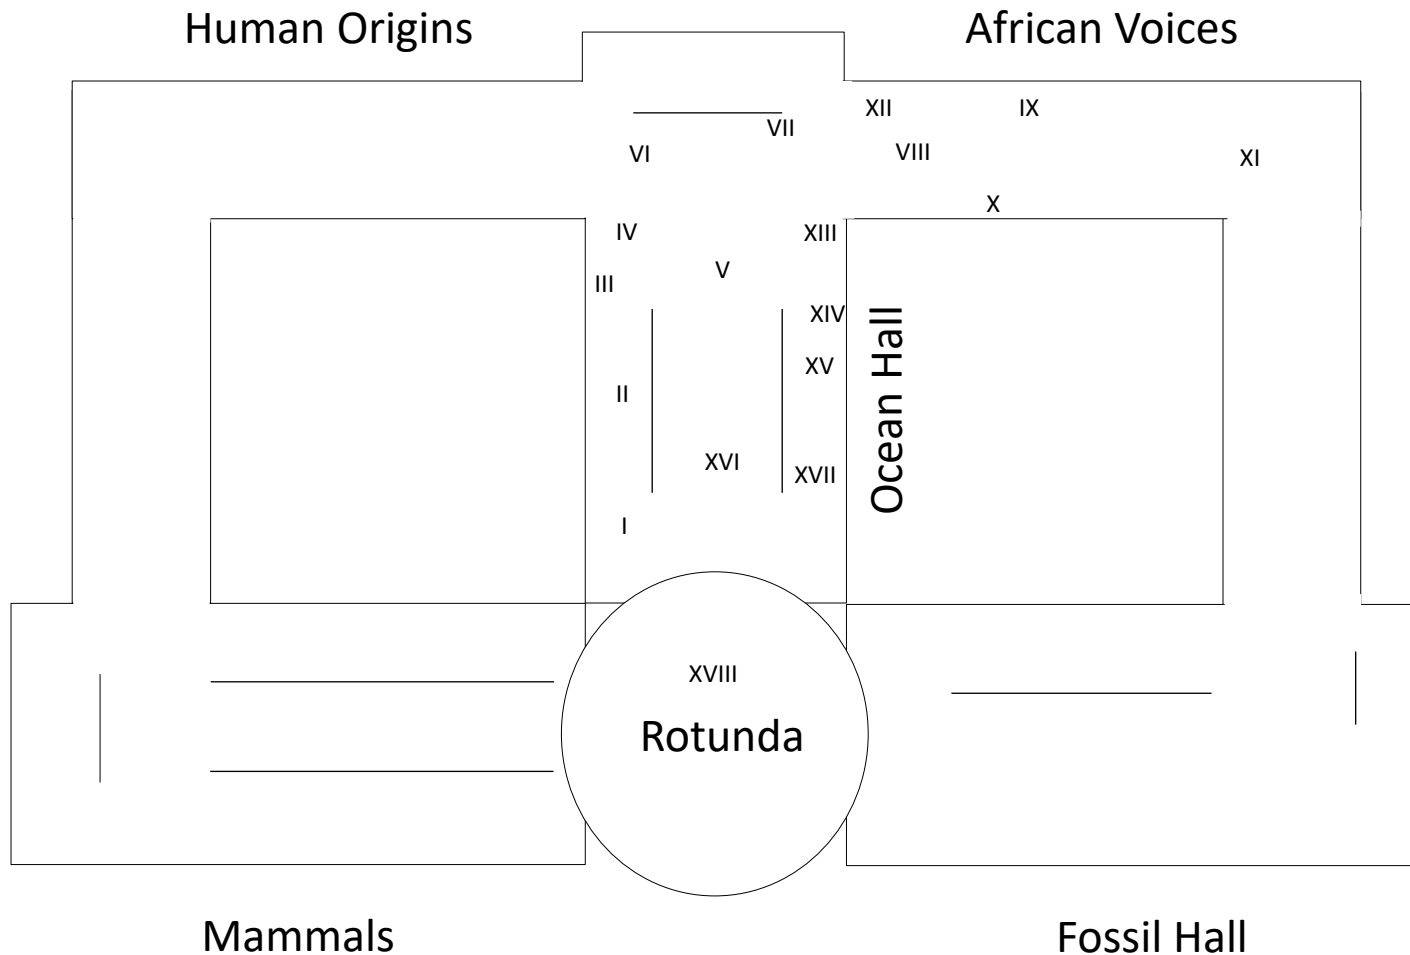 Human Origins
African Voices
XII
IX
VII
VI
VIII
XI
X
IV
XIII
V
III
XIV
XV
II
Ocean Hall
XVI
XVII
I
XVIII
Rotunda
Mammals
Fossil Hall